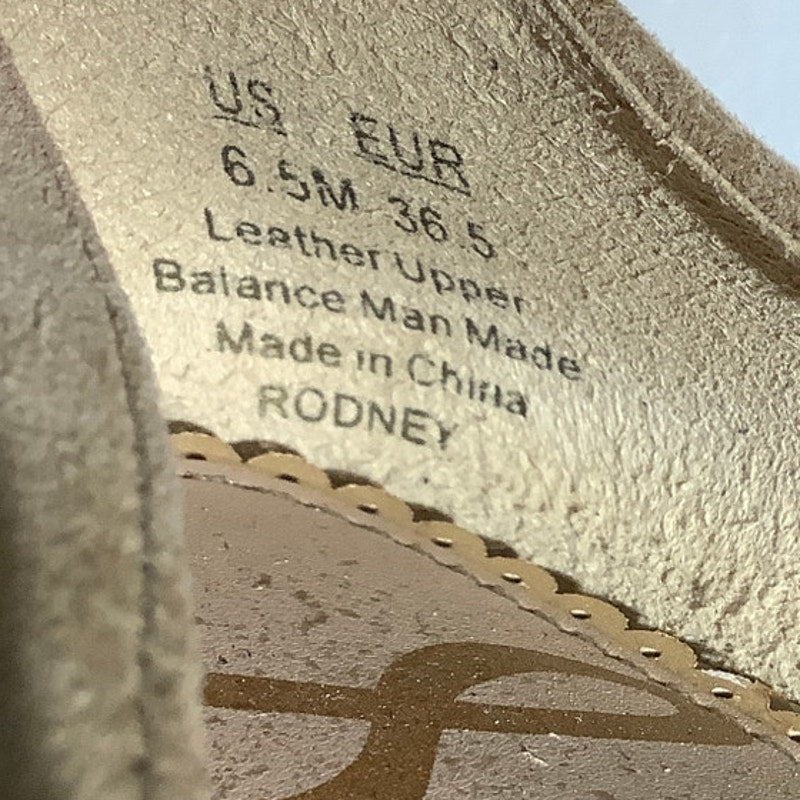 US EUR
6.5M 36.5
Leather Upper
Balance Man Made
Made in China
RODNEY